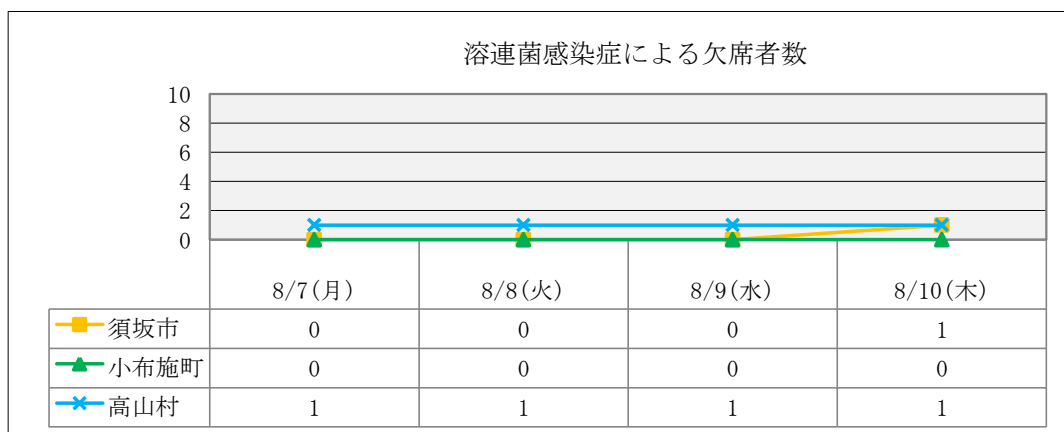 溶連菌感染症による欠席者数
10
8
6
4
2
0
8/7(月) 8/8(火) 8/9(水) 8/10(木)
須坂市 0 0 0 1
小布施町 0 0 0 0
高山村 1 1 1 1